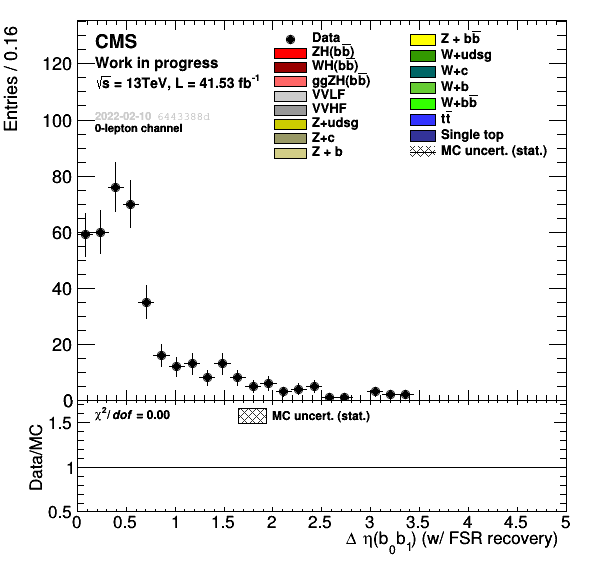 CMS
Work in progress
√s = 13TeV, L = 41.53 fb⁻¹
2022-02-10 6443388d
0-lepton channel
Data
ZH(bb̅)
WH(bb̅)
ggZH(bb̅)
VVLF
VVHF
Z+udsg
Z+c
Z + b
Z + bb̅
W+udsg
W+c
W+b
W+bb̅
tt̅
Single top
MC uncert. (stat.)
Entries / 0.16
120
100
80
60
40
20
0
χ²/dof = 0.00
MC uncert. (stat.)
Data/MC
1.5
1
0.5
0 0.5 1 1.5 2 2.5 3 3.5 4 4.5 5
Δ η(b₀b₁) (w/ FSR recovery)